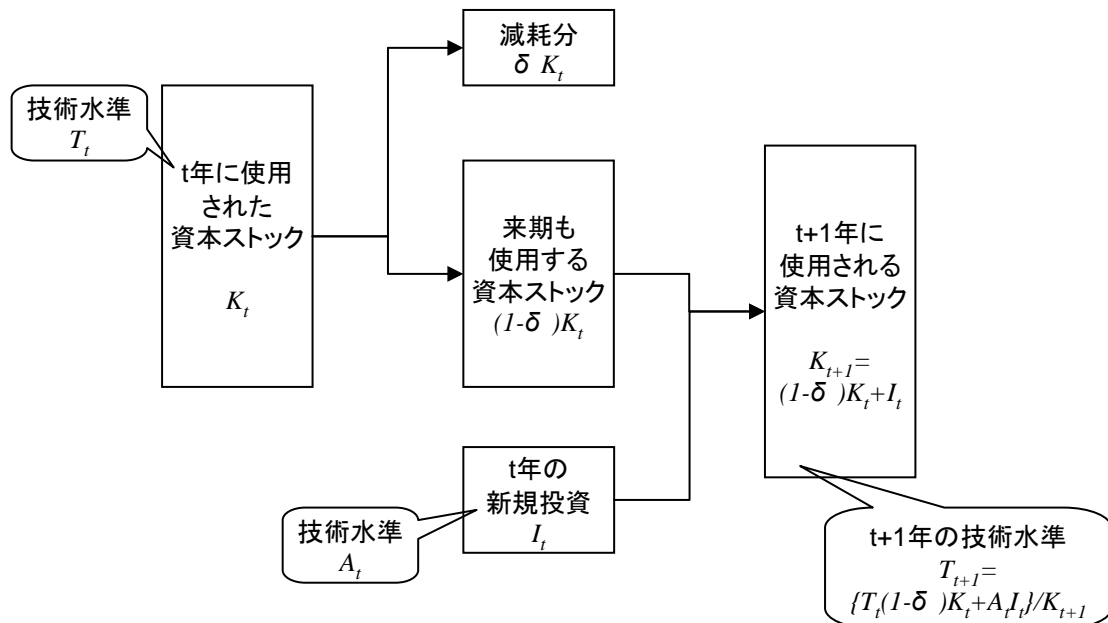 減耗分
δ K_t
技術水準
T_t
t年に使用
された
資本ストック
K_t
来期も
使用する
資本ストック
(1-δ )K_t
t+1年に
使用される
資本ストック
K_{t+1}=
(1-δ )K_t+I_t
t年の
新規投資
I_t
技術水準
A_t
t+1年の技術水準
T_{t+1}=
{T_t(1-δ )K_t+A_tI_t}/K_{t+1}